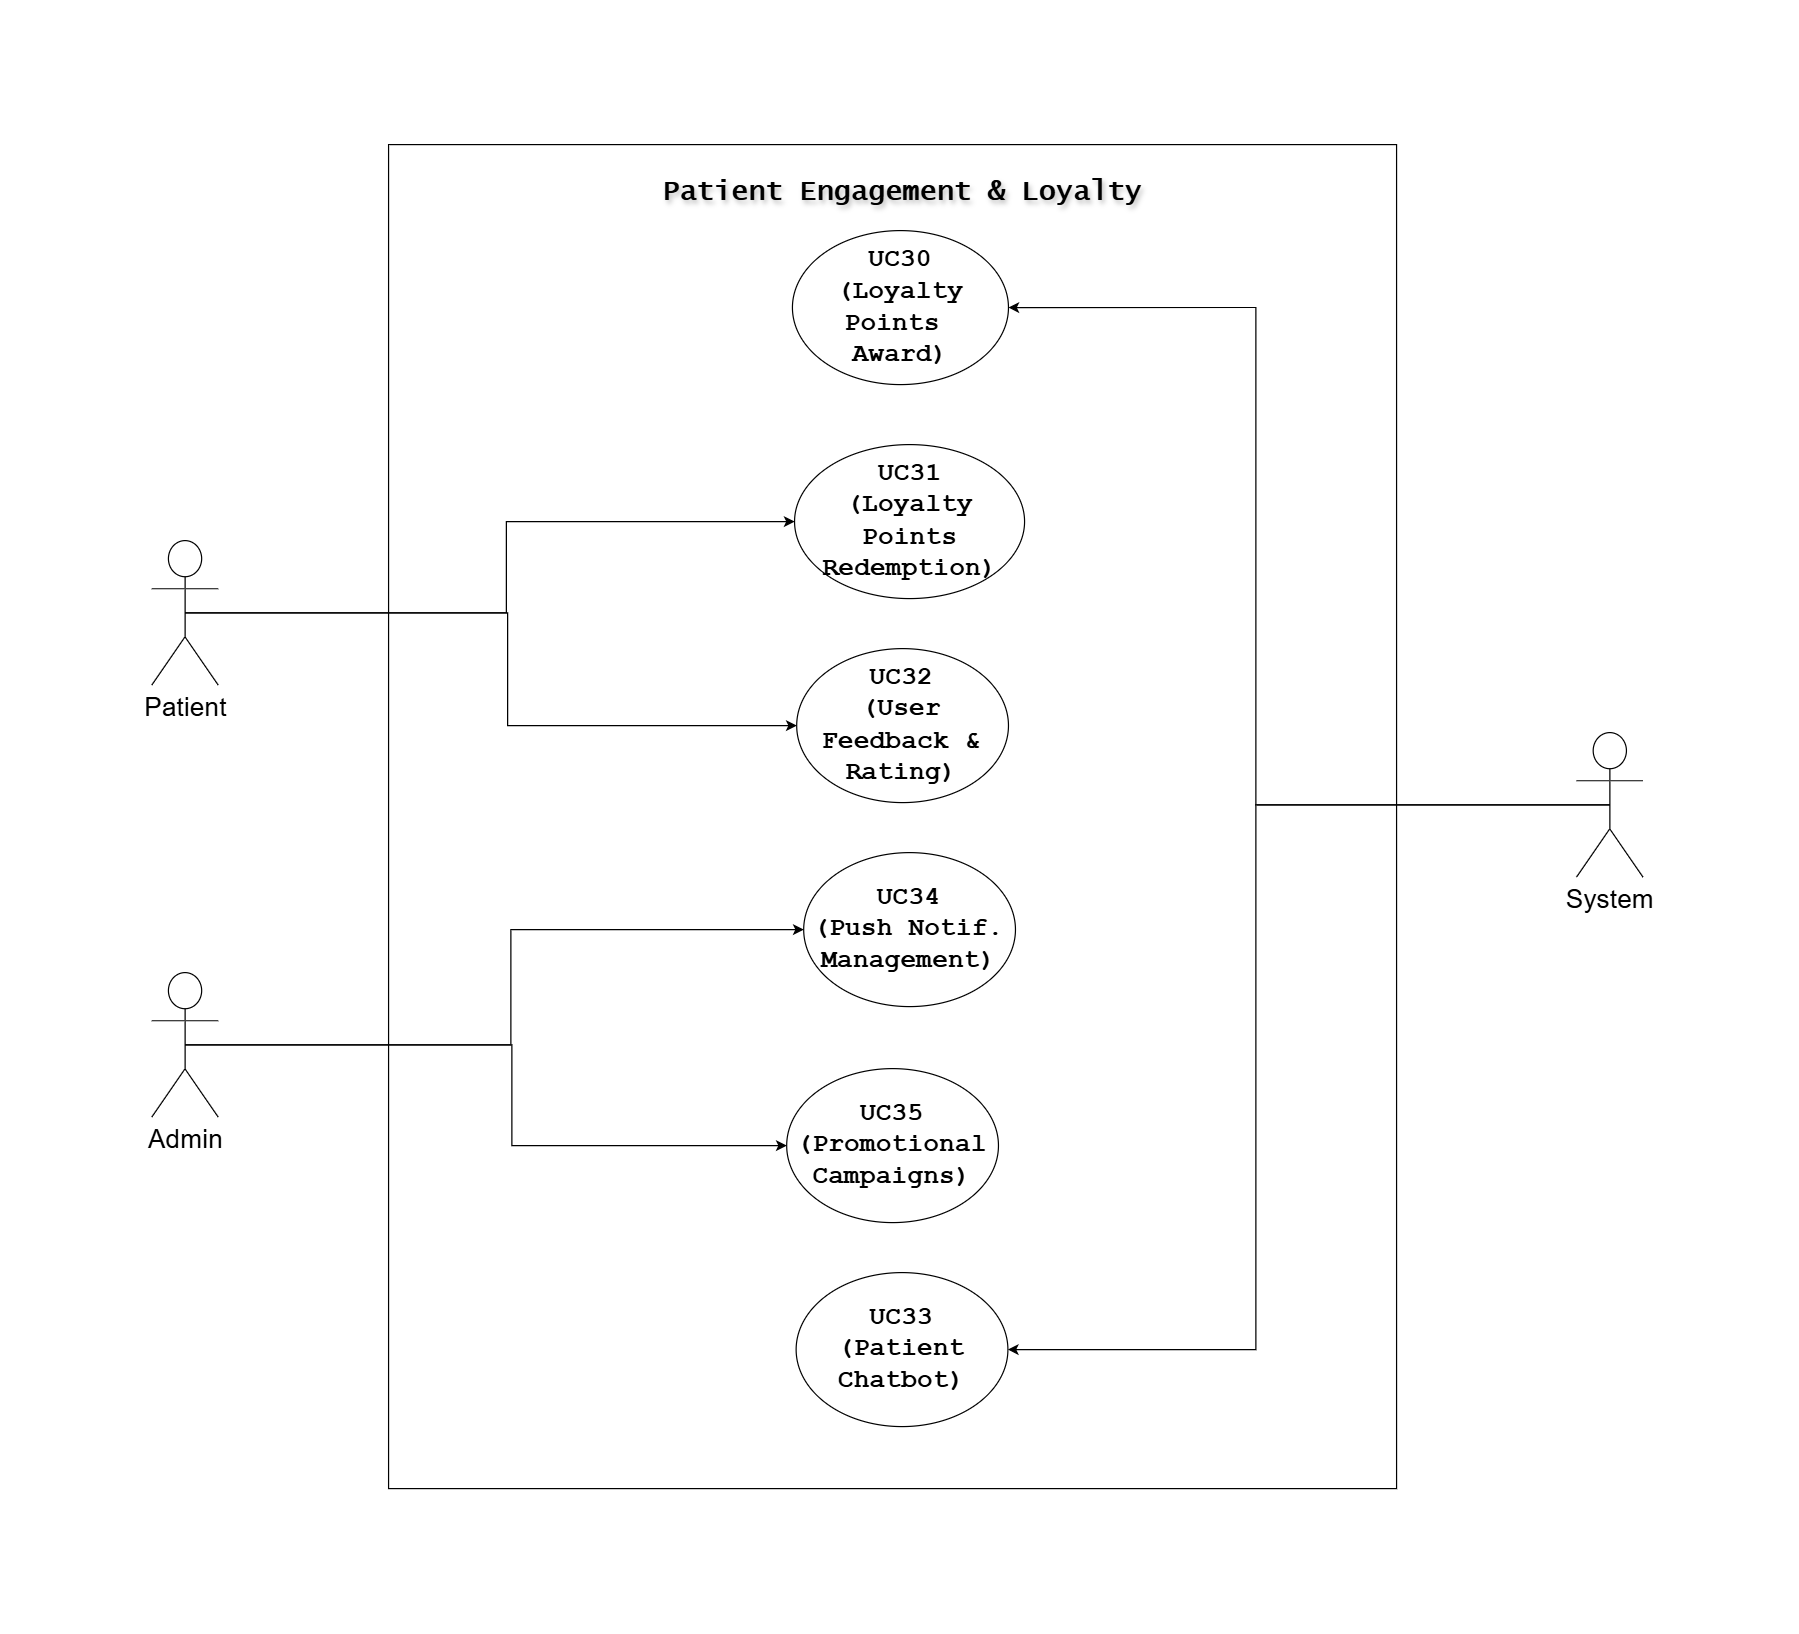 Patient Engagement & Loyalty
UC30
(Loyalty
Points
Award)
UC31
(Loyalty
Points
Redemption)
Patient
UC32
(User
Feedback &
Rating)
System
UC34
(Push Notif.
Management)
Admin
UC35
(Promotional
Campaigns)
UC33
(Patient
Chatbot)